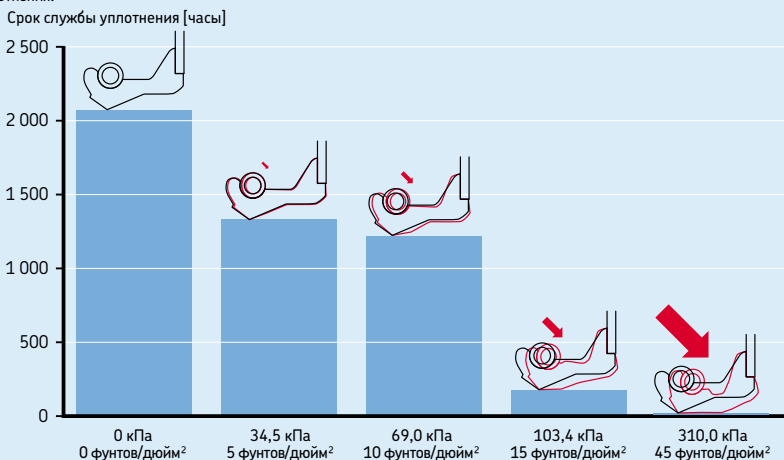 Срок службы уплотнения [часы]
2 500
2 000
1 500
1 000
500
0
0 кПа
0 фунтов/дюйм²
34,5 кПа
5 фунтов/дюйм²
69,0 кПа
10 фунтов/дюйм²
103,4 кПа
15 фунтов/дюйм²
310,0 кПа
45 фунтов/дюйм²